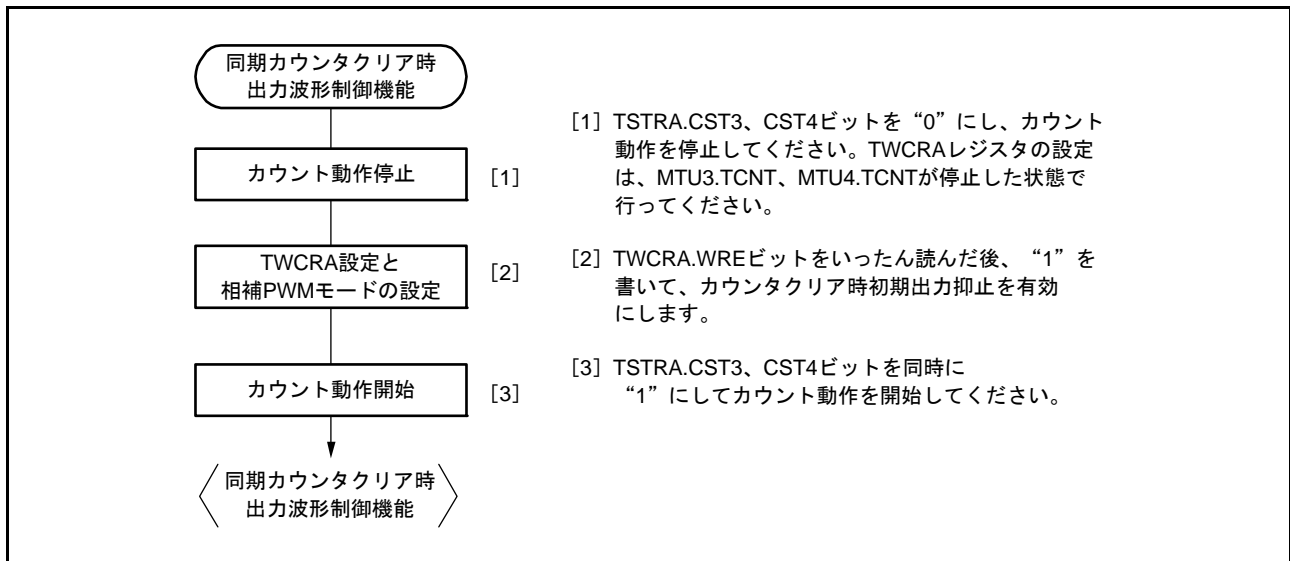 同期カウンタクリア時
出力波形制御機能
カウント動作停止
[1]
[1] TSTRA.CST3、CST4ビットを“0”にし、カウント
動作を停止してください。TWCRAレジスタの設定
は、MTU3.TCNT、MTU4.TCNTが停止した状態で
行ってください。
TWCRA設定と
相補PWMモードの設定
[2]
[2] TWCRA.WREビットをいったん読んだ後、“1”を
書いて、カウンタクリア時初期出力抑止を有効
にします。
カウント動作開始
[3]
[3] TSTRA.CST3、CST4ビットを同時に
“1”にしてカウント動作を開始してください。
同期カウンタクリア時
出力波形制御機能